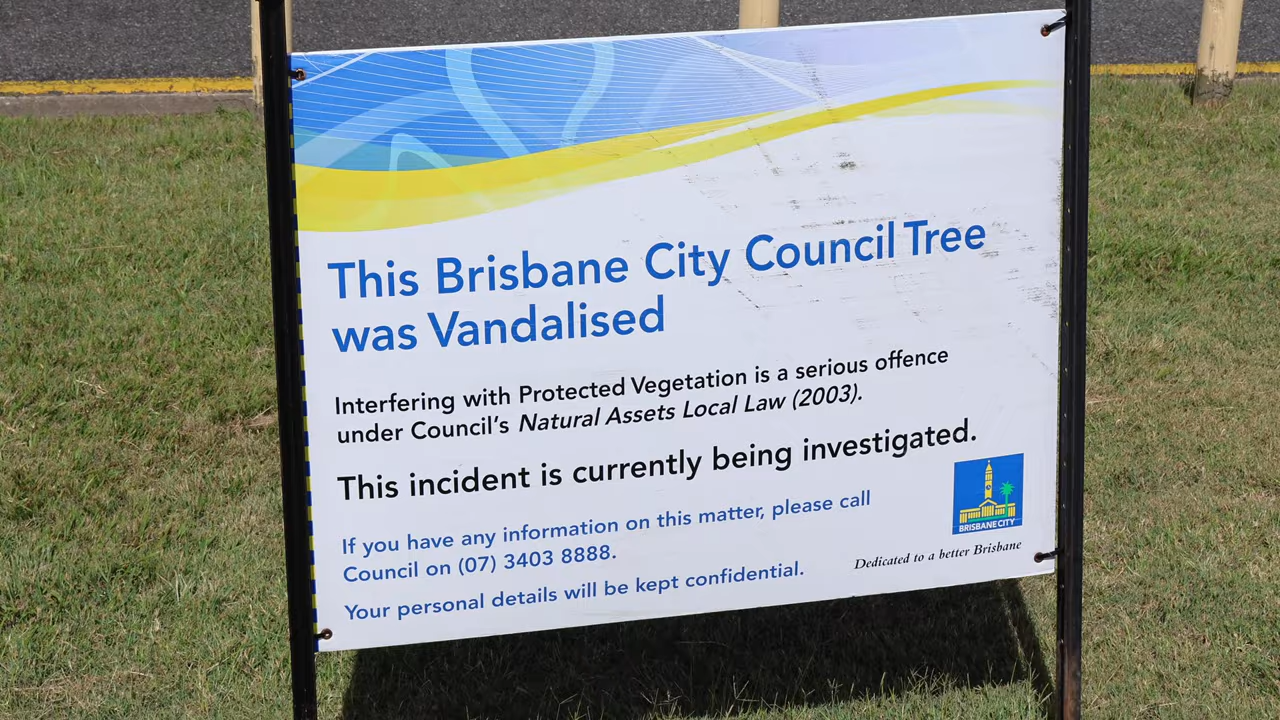 This Brisbane City Council Tree
was Vandalised
Interfering with Protected Vegetation is a serious offence
under Council's Natural Assets Local Law (2003).
This incident is currently being investigated.
If you have any information on this matter, please call
Council on (07) 3403 8888.
Your personal details will be kept confidential.
BRISBANE CITY
Dedicated to a better Brisbane